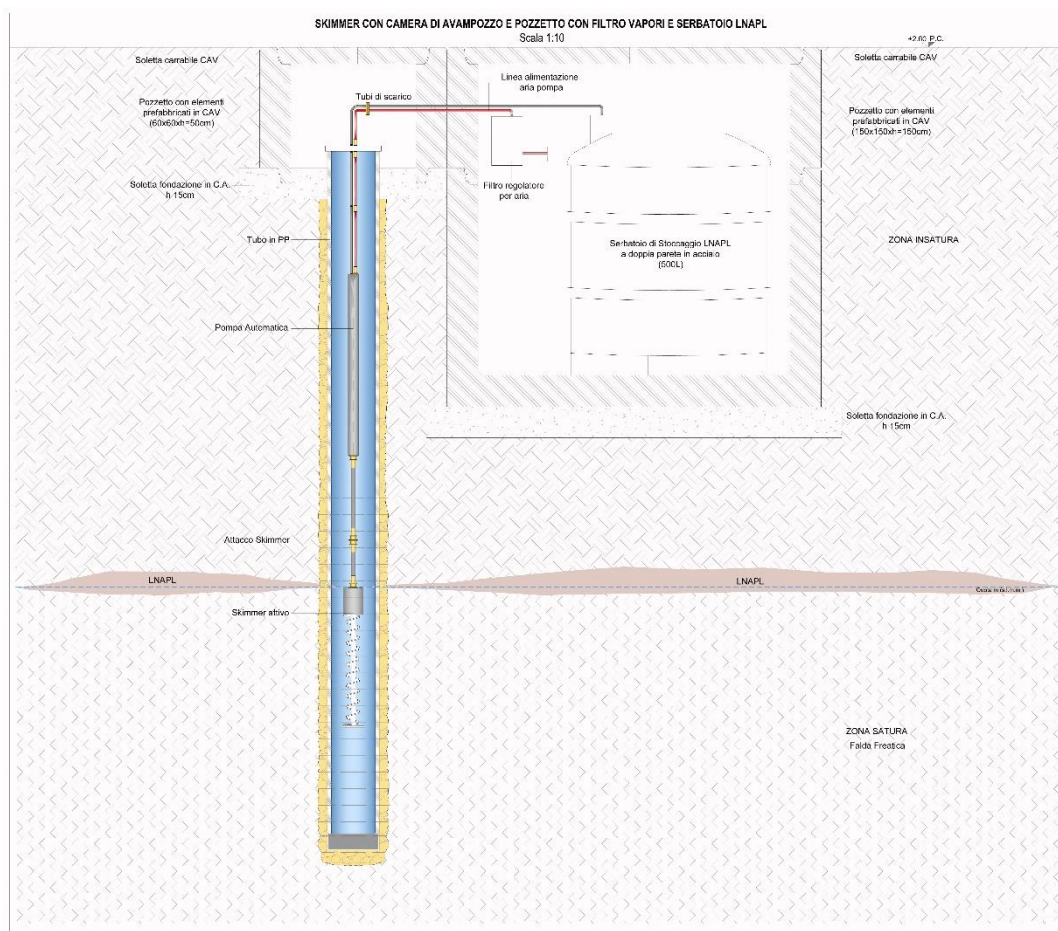 SKIMMER CON CAMERA DI AVAMPOZZO E POZZETTO CON FILTRO VAPORI E SERBATOIO LNAPL
Scala 1:10
+2.60 P.C.
Soletta carrabile CAV
Soletta carrabile CAV
Linea alimentazione
aria pompa
Tubi di scarico
Pozzetto con elementi
prefabbricati in CAV
(60x60xh=50cm)
Pozzetto con elementi
prefabbricati in CAV
(150x150xh=150cm)
Soletta fondazione in C.A.
h 15cm
Filtro regolatore
per aria
Tubo in PP
Serbatoio di Stoccaggio LNAPL
a doppia parete in acciaio
(500L)
ZONA INSATURA
Pompa Automatica
Soletta fondazione in C.A.
h 15cm
Attacco Skimmer
LNAPL
LNAPL
Skimmer attivo
ZONA SATURA
Falda Freatica